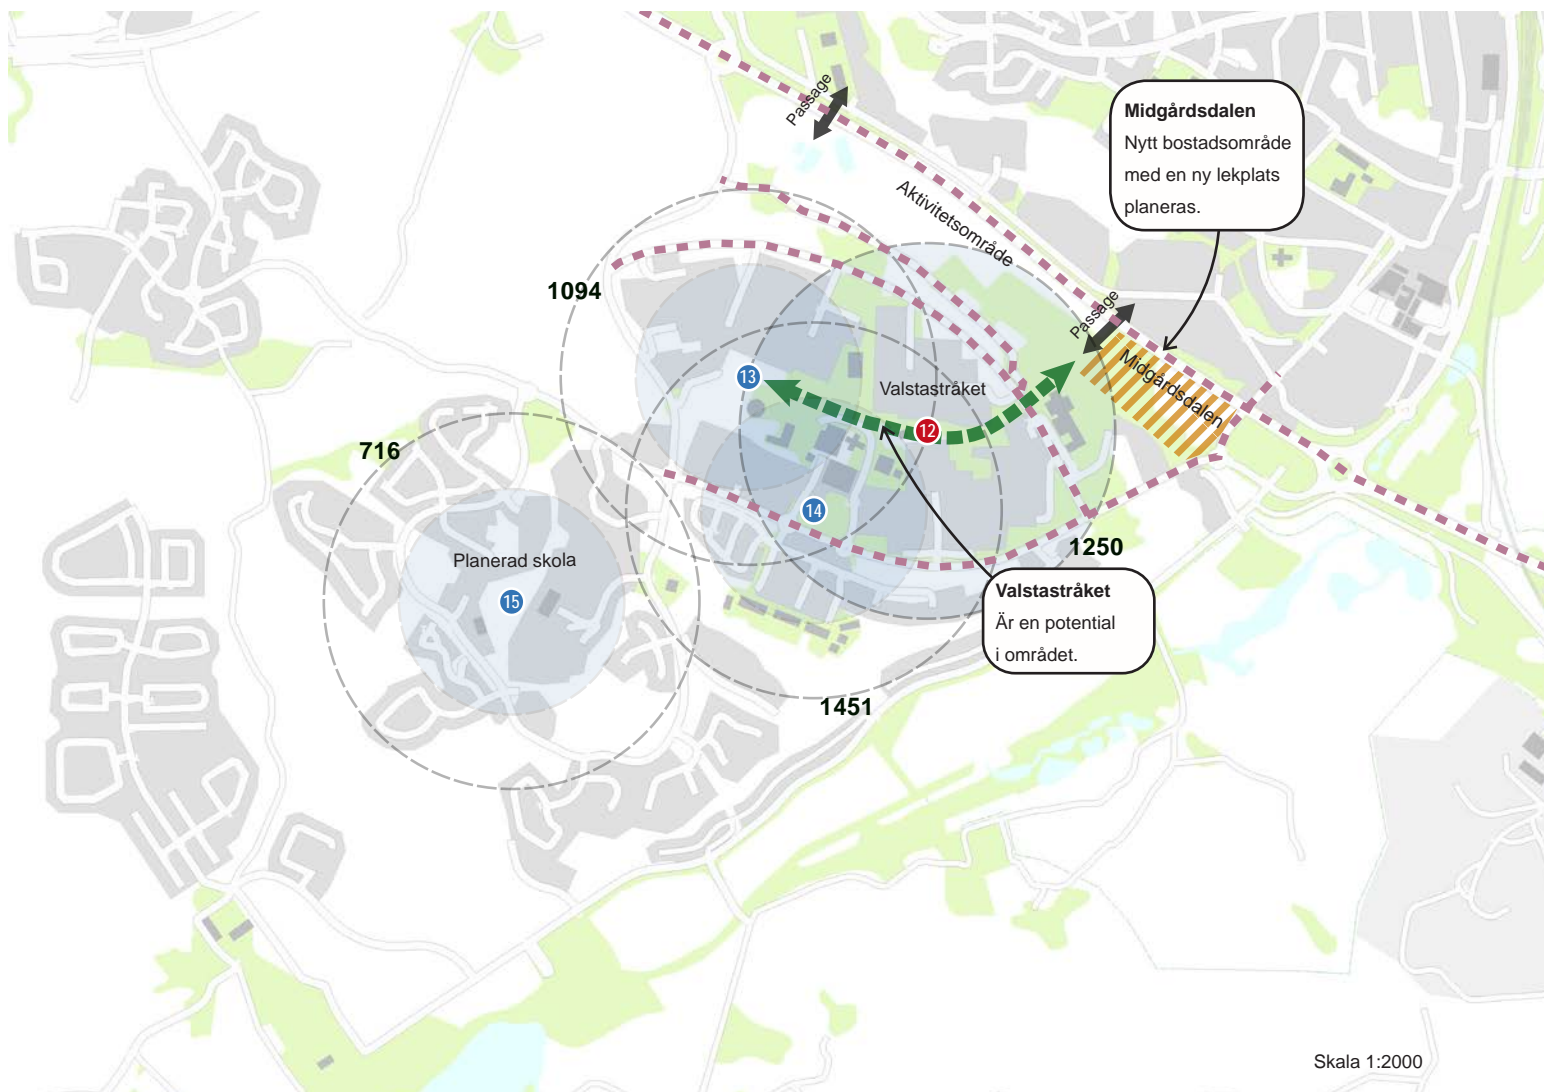 Passage
Midgårdsdalen
Nytt bostadsområde
med en ny lekplats
planeras.
Aktivitetsområde
1094
Passage
Midgårdsdalen
13
Valstastråket
12
716
14
1250
Planerad skola
15
Valstastråket
Är en potential
i området.
1451
Skala 1:2000